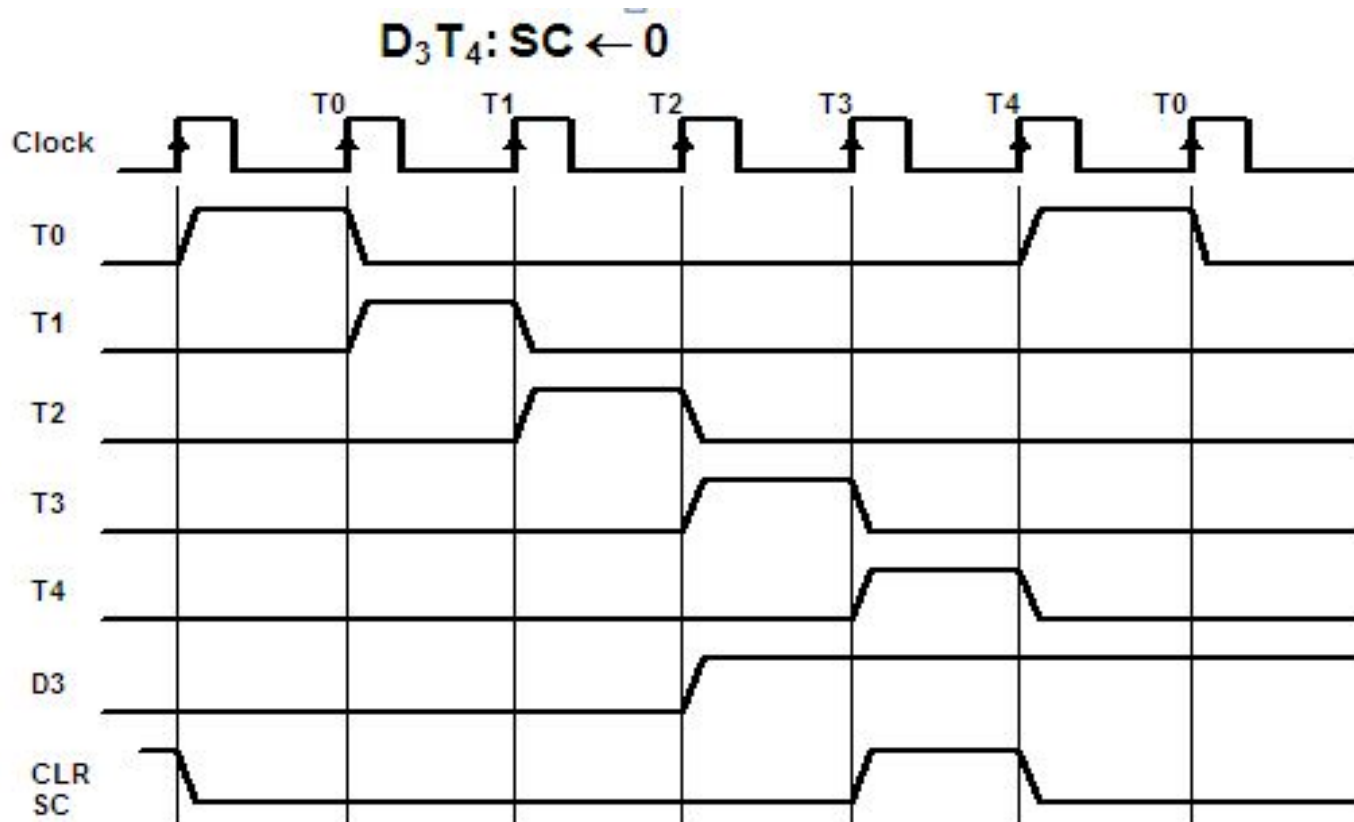 D₃T₄: SC ← 0
T0 T1 T2 T3 T4 T0
Clock
T0
T1
T2
T3
T4
D3
CLR
SC